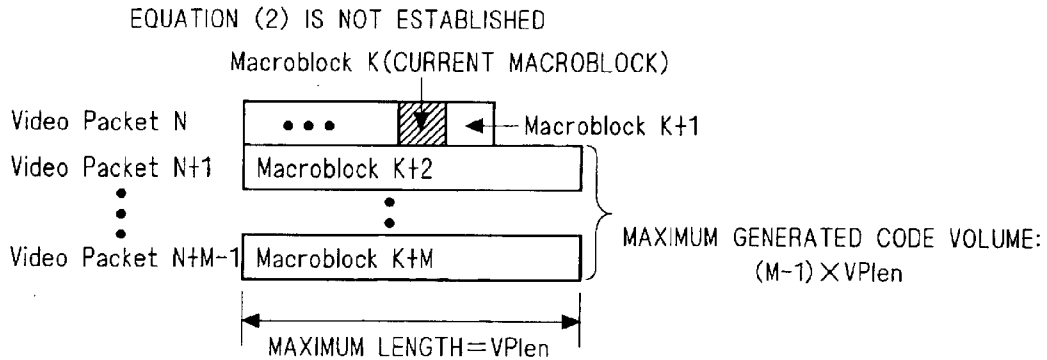 EQUATION (2) IS NOT ESTABLISHED
Macroblock K(CURRENT MACROBLOCK)
Video Packet N
Macroblock K+1
Video Packet N+1
Macroblock K+2
Video Packet N+M-1
Macroblock K+M
MAXIMUM GENERATED CODE VOLUME:
(M-1)×VPlen
MAXIMUM LENGTH=VPlen